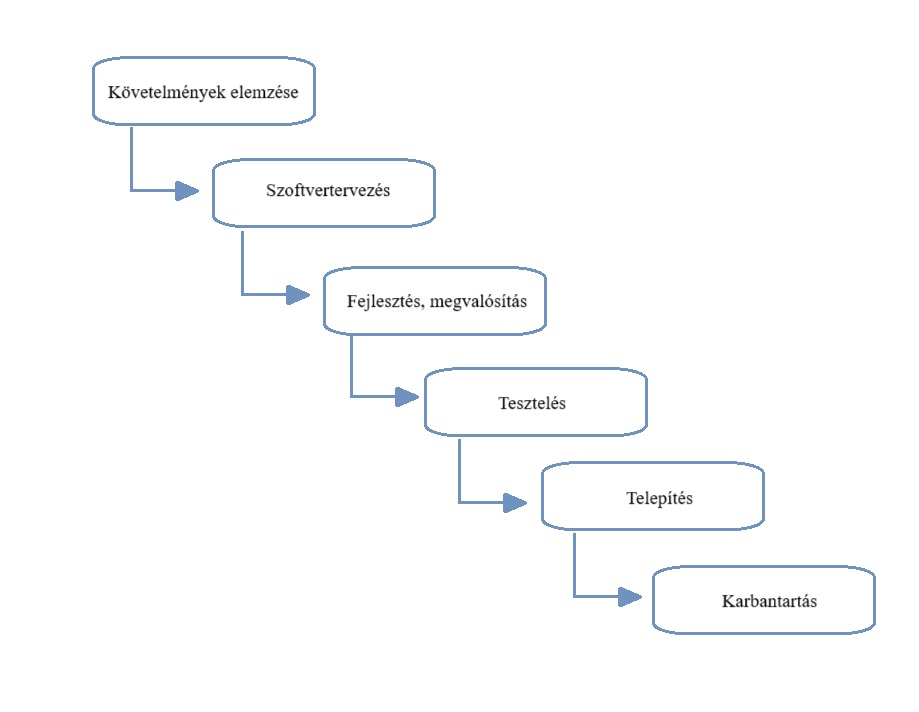 Követelmények elemzése
Szoftvertervezés
Fejlesztés, megvalósítás
Tesztelés
Telepítés
Karbantartás